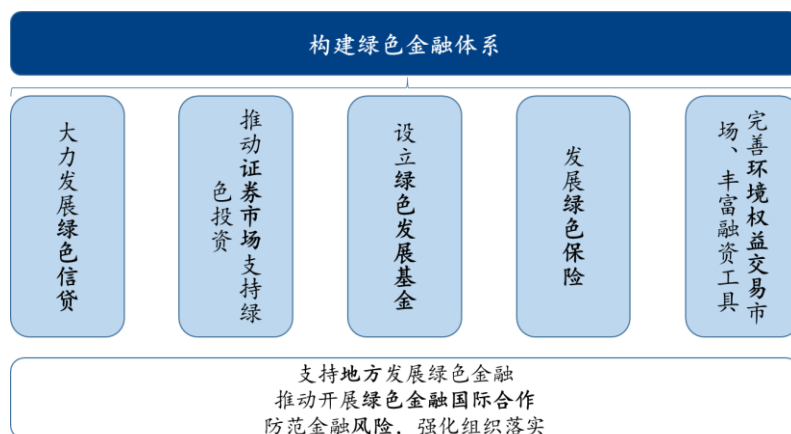 构建绿色金融体系
大力发展绿色信贷
推动证券市场支持绿
色投资
设立绿色发展基金
发展绿色保险
完善环境权益交易市
场、丰富融资工具
支持地方发展绿色金融
推动开展绿色金融国际合作
防范金融风险，强化组织落实